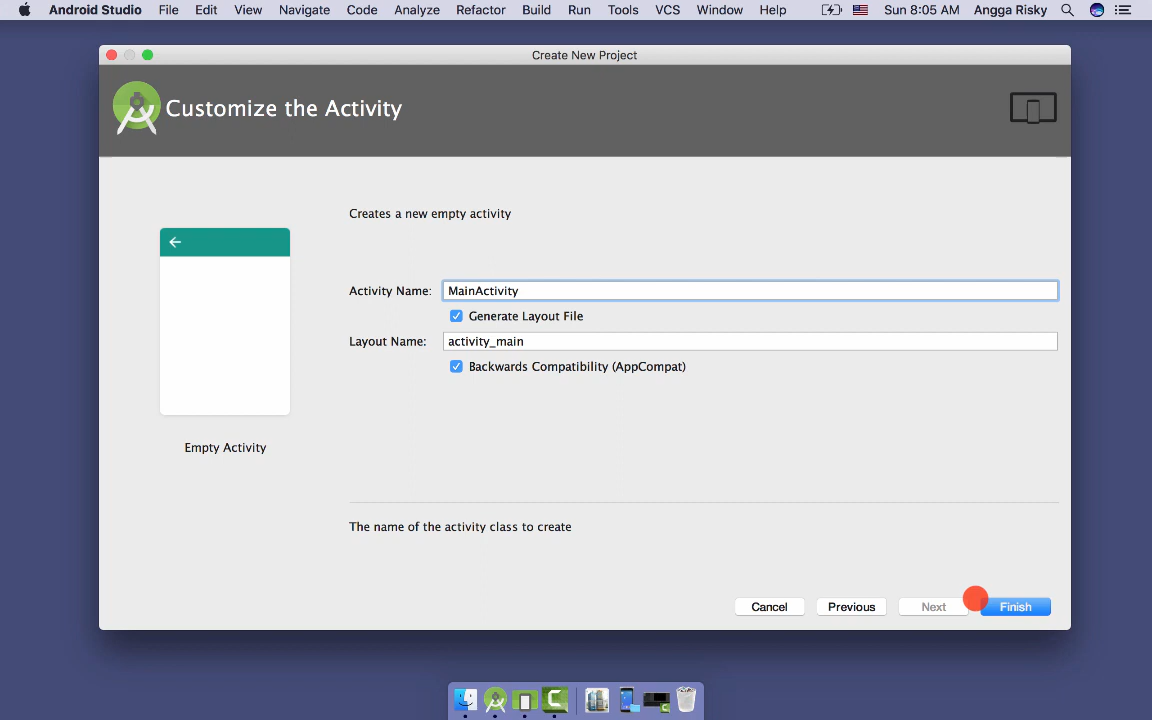 Android Studio File Edit View Navigate Code Analyze Refactor Build Run Tools VCS Window Help Sun 8:05 AM Angga Risky
Create New Project
Customize the Activity
Creates a new empty activity
Activity Name: MainActivity
Generate Layout File
Layout Name: activity_main
Backwards Compatibility (AppCompat)
Empty Activity
The name of the activity class to create
Cancel Previous Next Finish